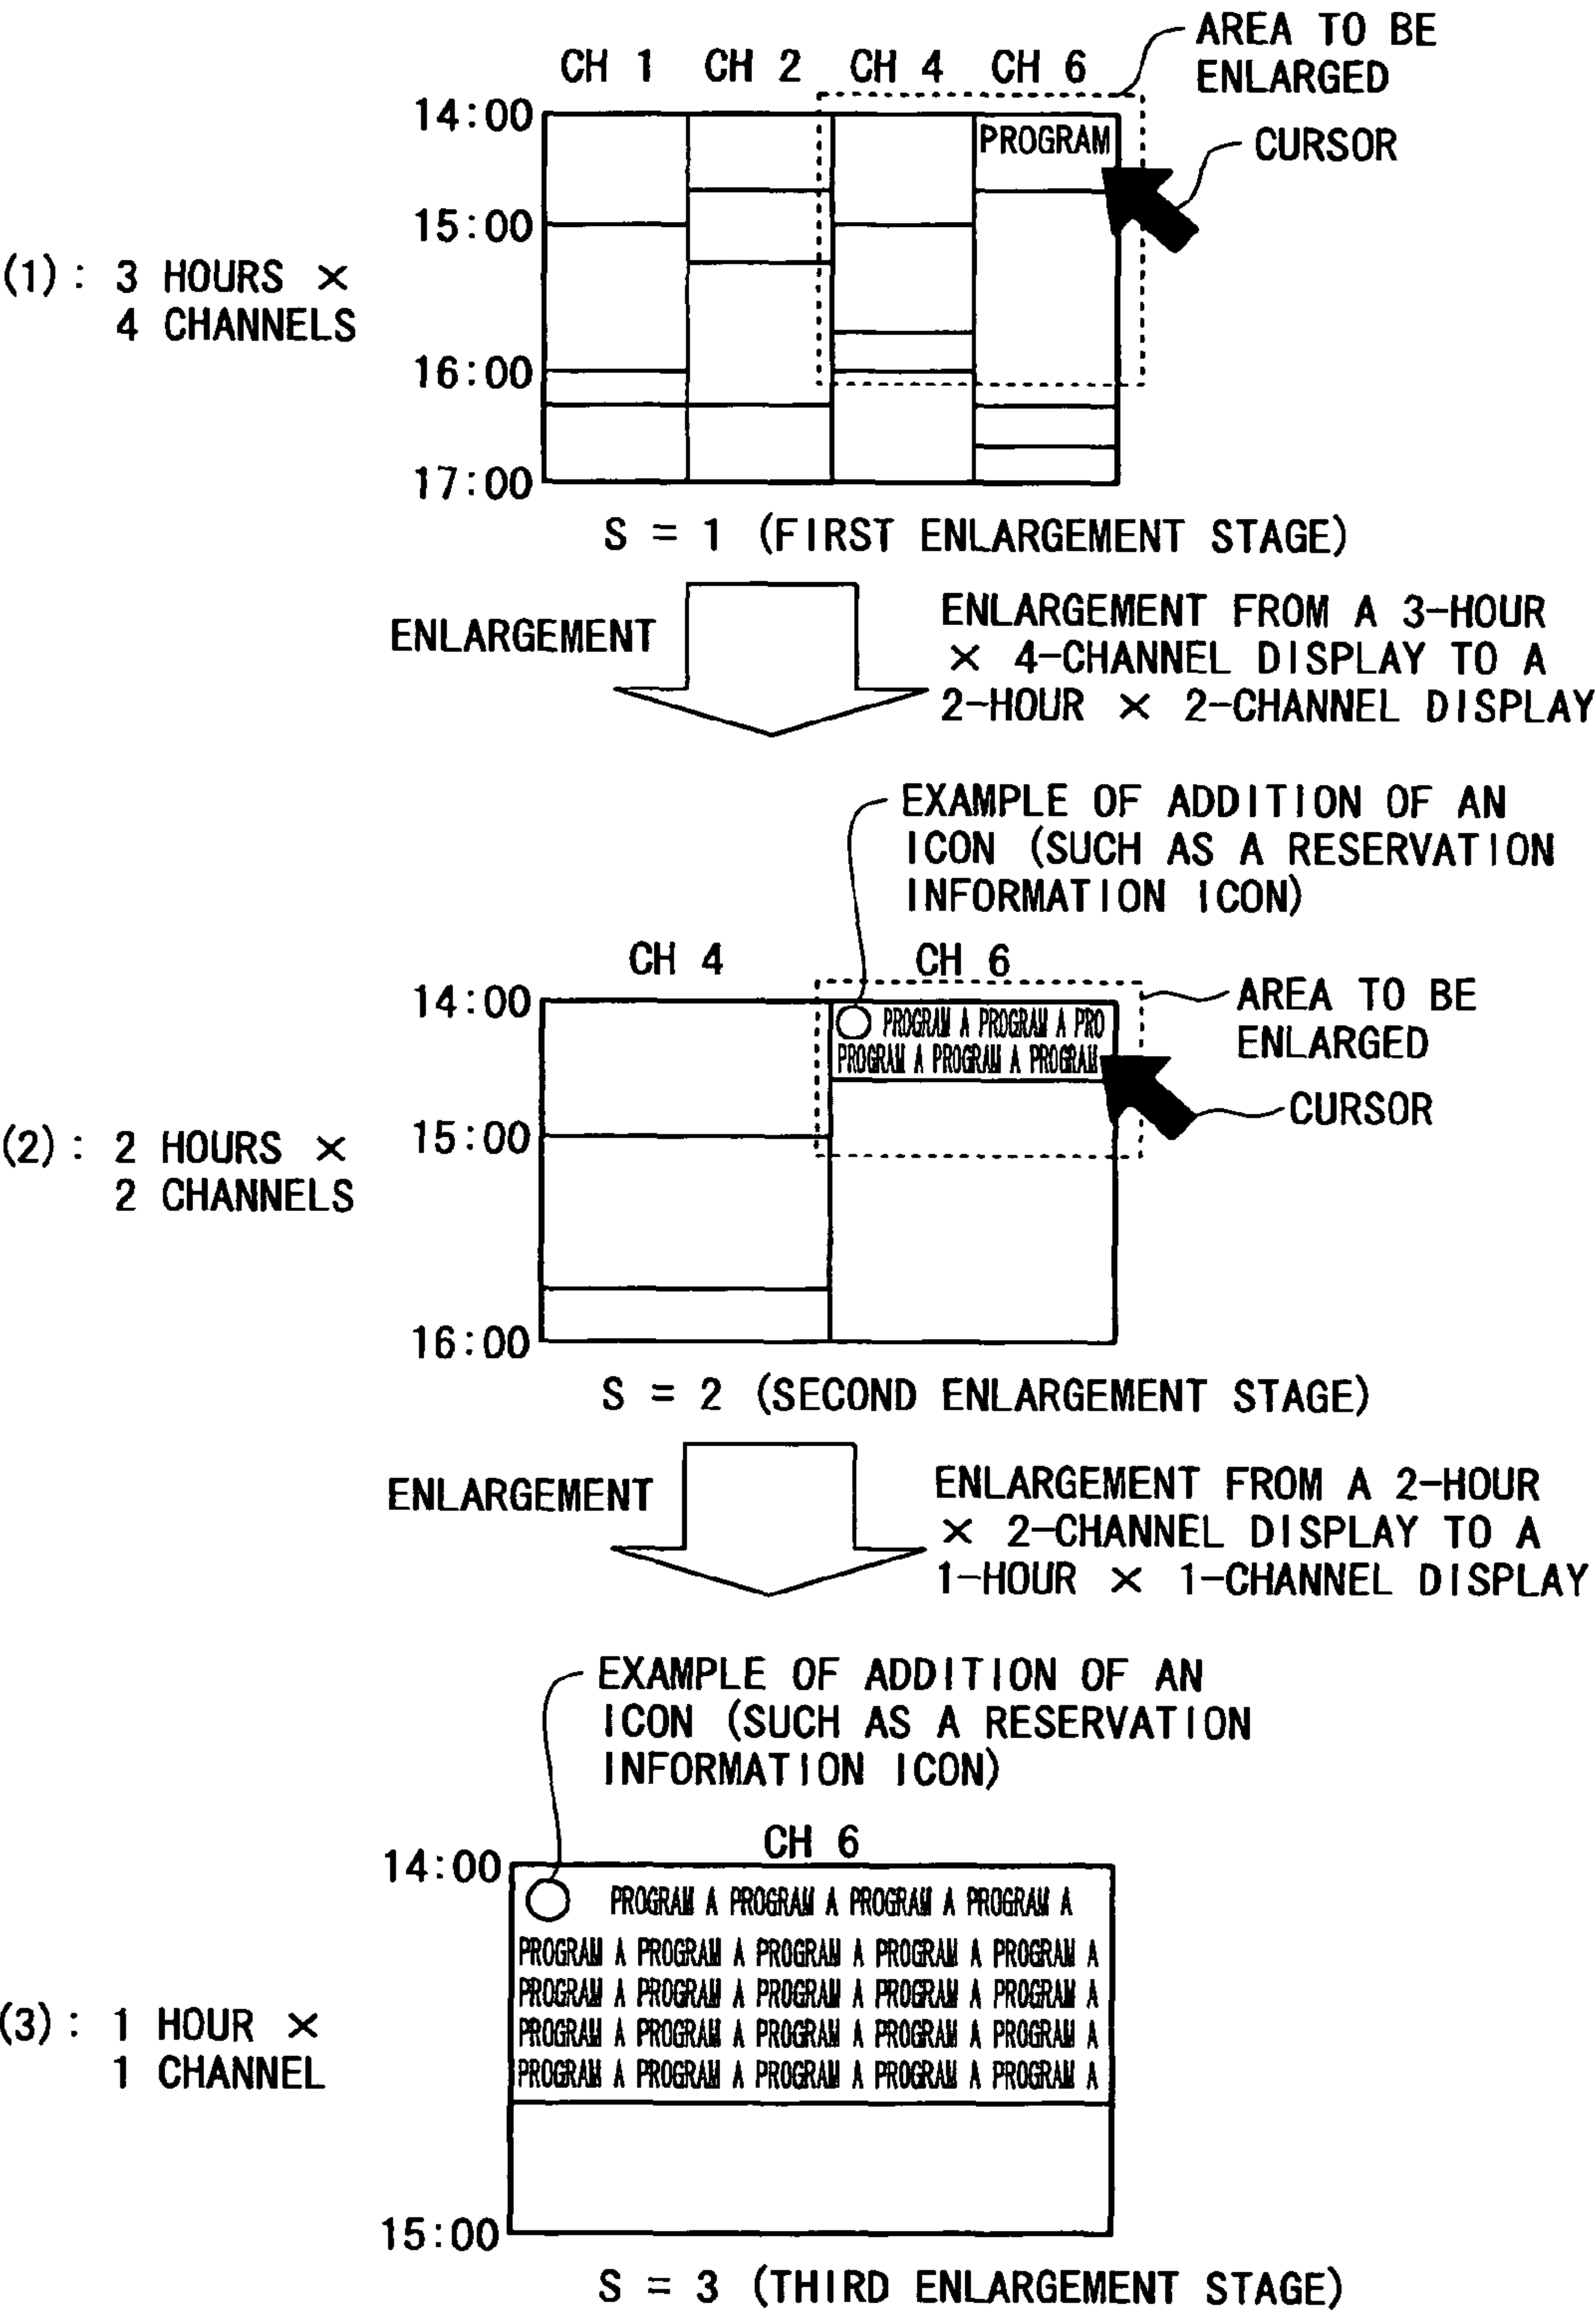 AREA TO BE
ENLARGED
CH 1 CH 2 CH 4 CH 6
14:00
PROGRAM
CURSOR
15:00
(1): 3 HOURS ×
4 CHANNELS
16:00
17:00
S = 1 (FIRST ENLARGEMENT STAGE)
ENLARGEMENT
ENLARGEMENT FROM A 3-HOUR
× 4-CHANNEL DISPLAY TO A
2-HOUR × 2-CHANNEL DISPLAY
EXAMPLE OF ADDITION OF AN
ICON (SUCH AS A RESERVATION
INFORMATION ICON)
CH 4 CH 6
14:00
PROGRAM A PROGRAM A PRO
PROGRAM A PROGRAM A PROGRAM
AREA TO BE
ENLARGED
CURSOR
(2): 2 HOURS ×
2 CHANNELS
15:00
16:00
S = 2 (SECOND ENLARGEMENT STAGE)
ENLARGEMENT
ENLARGEMENT FROM A 2-HOUR
× 2-CHANNEL DISPLAY TO A
1-HOUR × 1-CHANNEL DISPLAY
EXAMPLE OF ADDITION OF AN
ICON (SUCH AS A RESERVATION
INFORMATION ICON)
CH 6
14:00
PROGRAM A PROGRAM A PROGRAM A PROGRAM A
PROGRAM A PROGRAM A PROGRAM A PROGRAM A PROGRAM A
PROGRAM A PROGRAM A PROGRAM A PROGRAM A PROGRAM A
PROGRAM A PROGRAM A PROGRAM A PROGRAM A PROGRAM A
PROGRAM A PROGRAM A PROGRAM A PROGRAM A PROGRAM A
(3): 1 HOUR ×
1 CHANNEL
15:00
S = 3 (THIRD ENLARGEMENT STAGE)